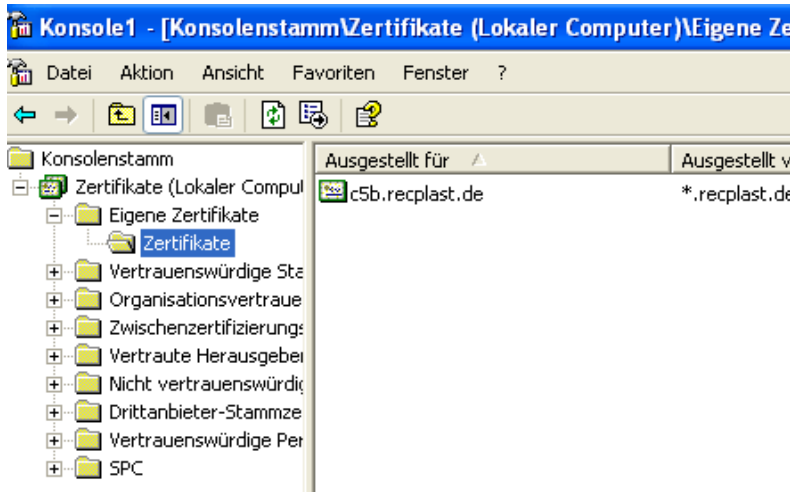 Konsole1 - [Konsolenstamm\Zertifikate (Lokaler Computer)\Eigene Ze
Datei Aktion Ansicht Favoriten Fenster ?
Konsolenstamm
Zertifikate (Lokaler Comput
Eigene Zertifikate
Zertifikate
Vertrauenswürdige Sta
Organisationsvertraue
Zwischenzertifizierungs
Vertraute Herausgeber
Nicht vertrauenswürdig
Drittanbieter-Stammze
Vertrauenswürdige Per
SPC
Ausgestellt für Ausgestellt v
c5b.recplast.de *.recplast.de